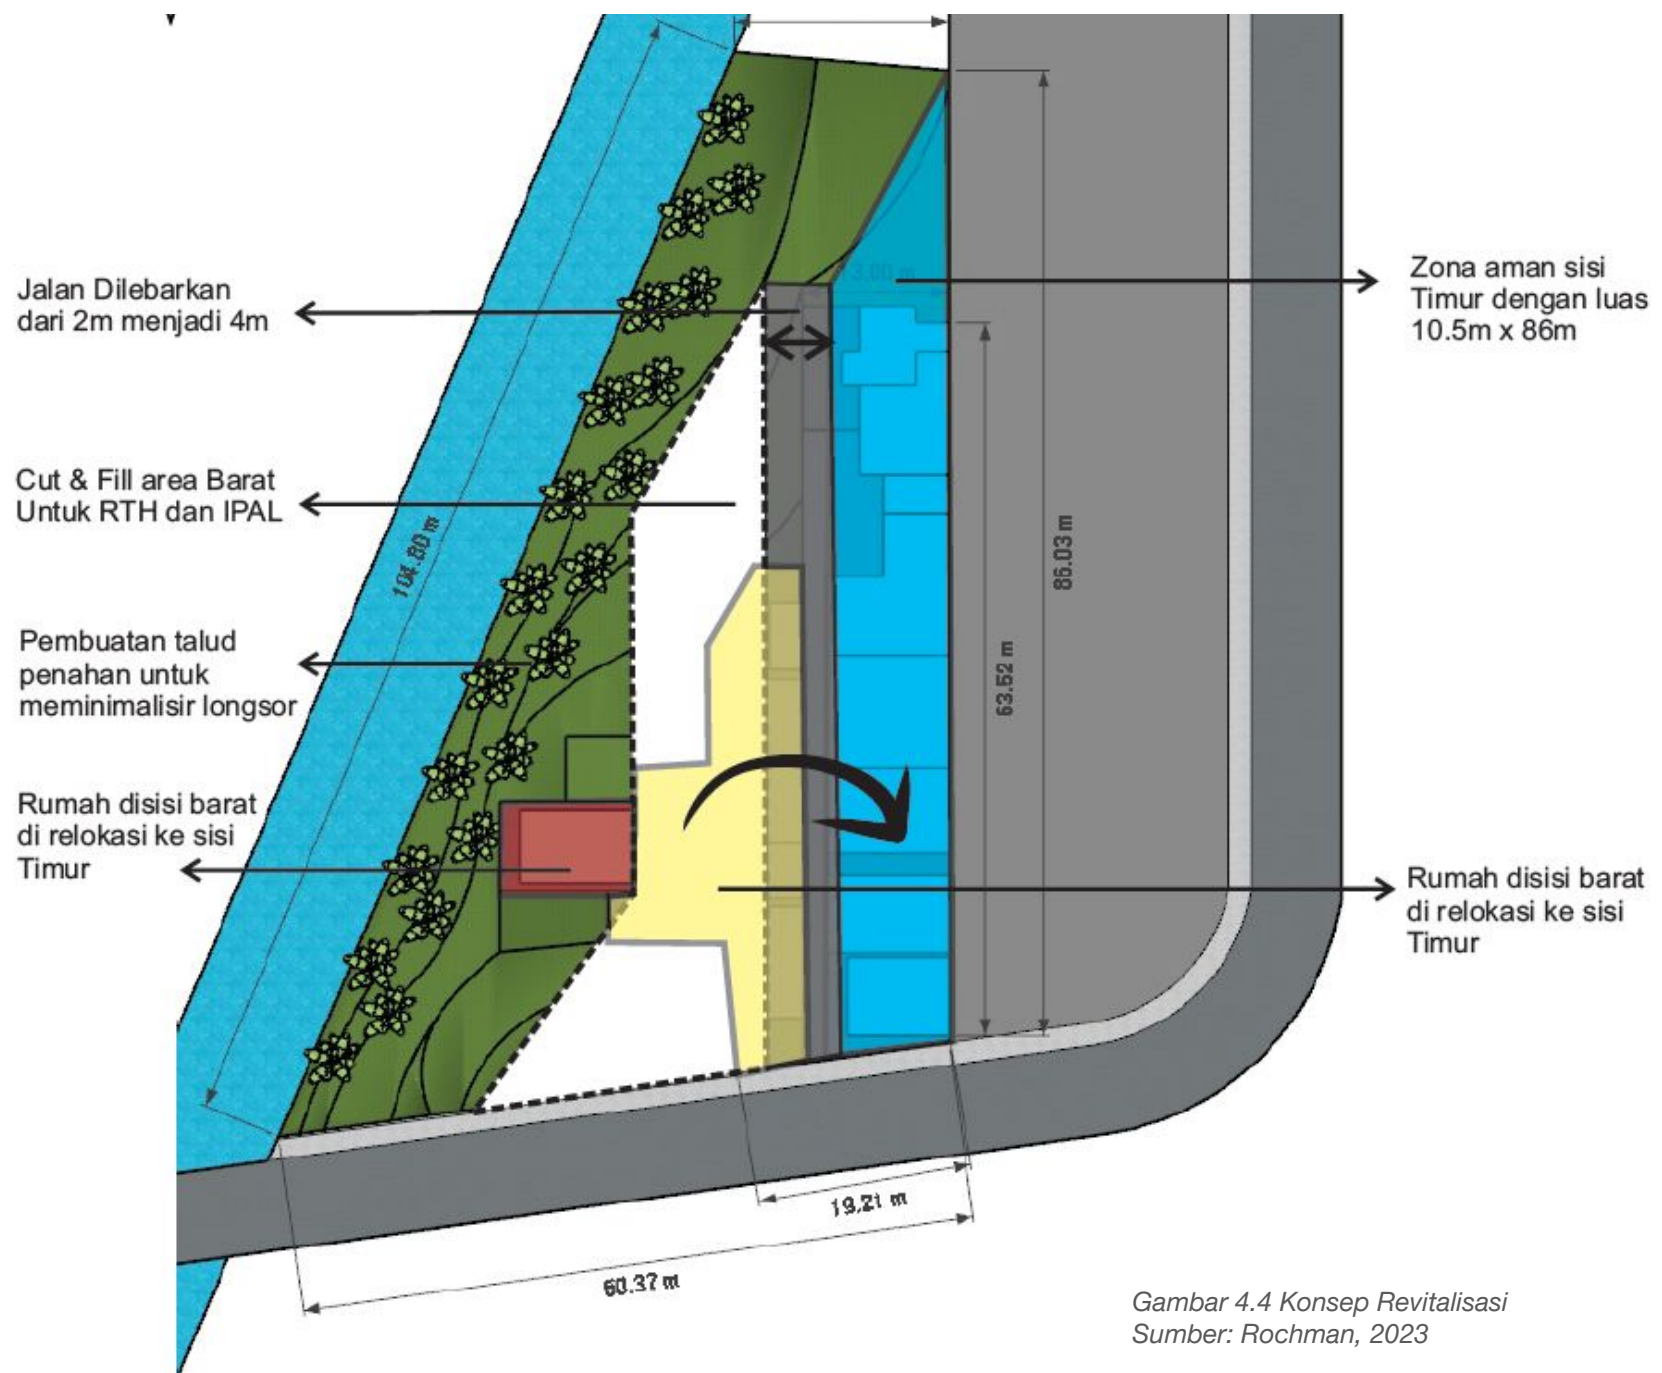 Jalan Dilebarkan
dari 2m menjadi 4m
Cut & Fill area Barat
Untuk RTH dan IPAL
Pembuatan talud
penahan untuk
meminimalisir longsor
Rumah disisi barat
di relokasi ke sisi
Timur
104.80 m
3.00 m
Zona aman sisi
Timur dengan luas
10.5m x 86m
86.03 m
63.52 m
Rumah disisi barat
di relokasi ke sisi
Timur
19.21 m
60.37 m
Gambar 4.4 Konsep Revitalisasi
Sumber: Rochman, 2023